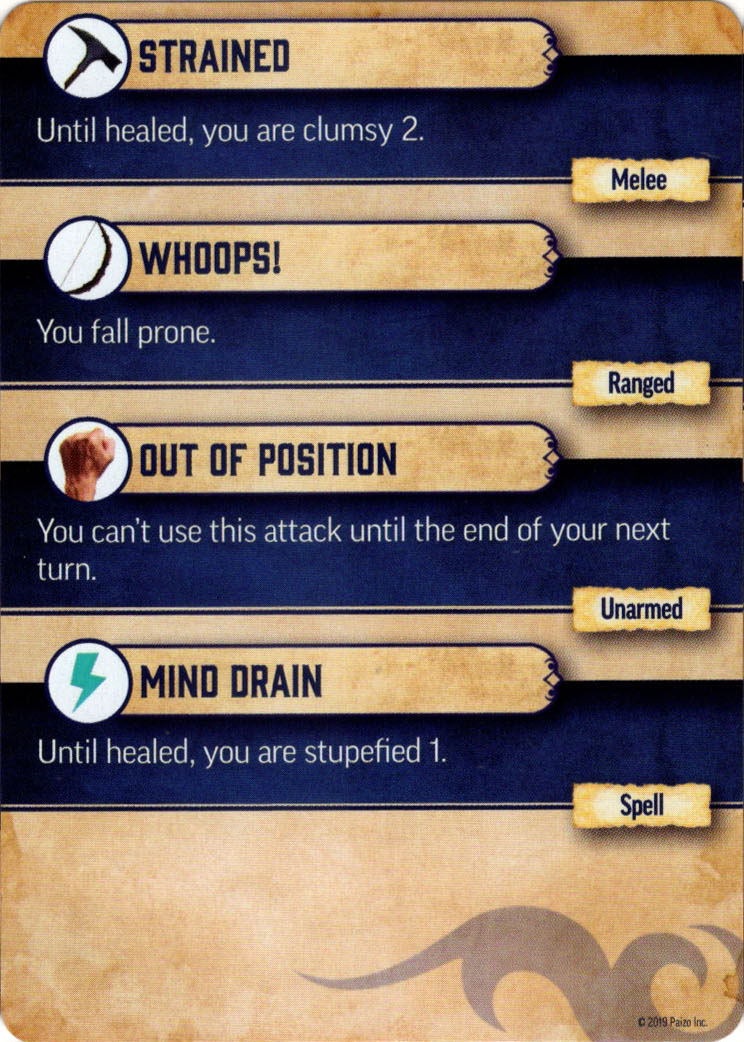 STRAINED
Until healed, you are clumsy 2.
Melee
WHOOPS!
You fall prone.
Ranged
OUT OF POSITION
You can't use this attack until the end of your next
turn.
Unarmed
MIND DRAIN
Until healed, you are stupefied 1.
Spell
© 2019 Paizo Inc.